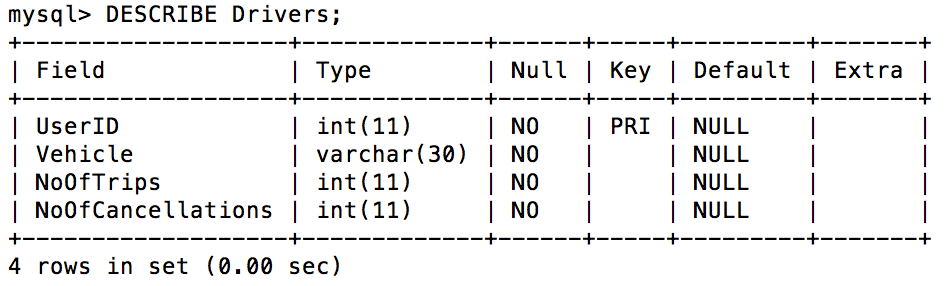 mysql> DESCRIBE Drivers;
+-------------------+-------------+------+-----+---------+-------+
| Field             | Type        | Null | Key | Default | Extra |
+-------------------+-------------+------+-----+---------+-------+
| UserID            | int(11)     | NO   | PRI | NULL    |       |
| Vehicle           | varchar(30) | NO   |     | NULL    |       |
| NoOfTrips         | int(11)     | NO   |     | NULL    |       |
| NoOfCancellations | int(11)     | NO   |     | NULL    |       |
+-------------------+-------------+------+-----+---------+-------+
4 rows in set (0.00 sec)